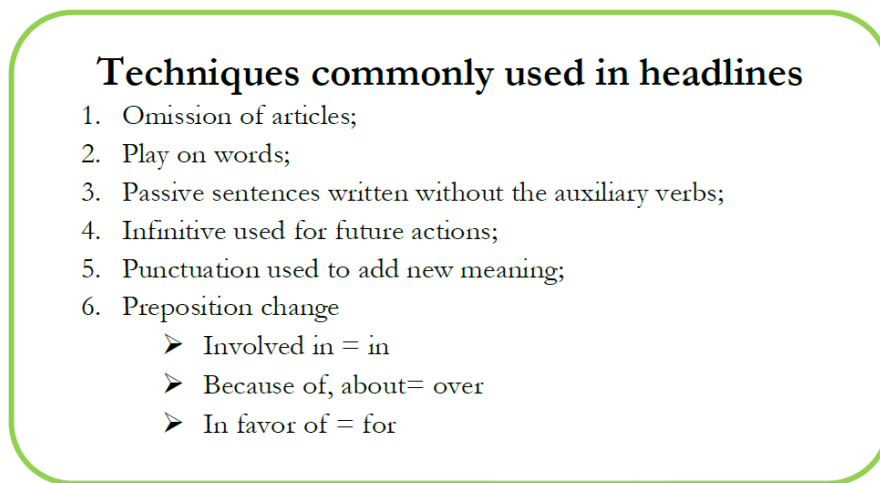 Techniques commonly used in headlines
1. Omission of articles;
2. Play on words;
3. Passive sentences written without the auxiliary verbs;
4. Infinitive used for future actions;
5. Punctuation used to add new meaning;
6. Preposition change
➤ Involved in = in
➤ Because of, about= over
➤ In favor of = for